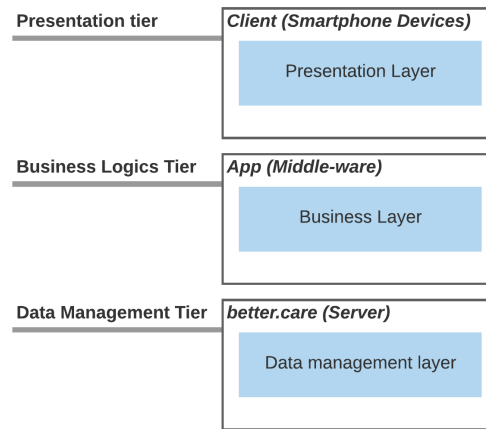 Presentation tier
Client (Smartphone Devices)
Presentation Layer
Business Logics Tier
App (Middle-ware)
Business Layer
Data Management Tier
better.care (Server)
Data management layer